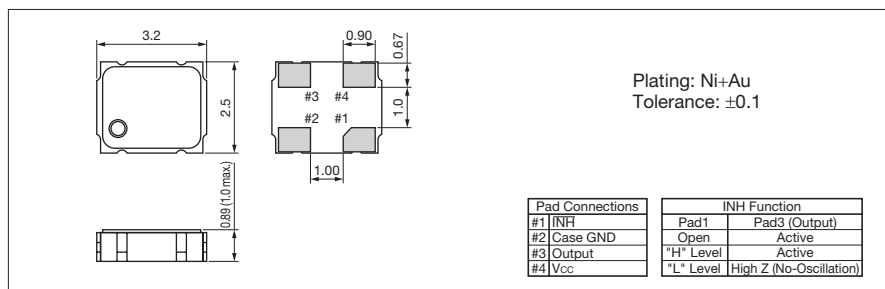 3.2
2.5
0.89 (1.0 max.)
0.90
0.67
#3 #4
#2 #1
1.0
1.00
Plating: Ni+Au
Tolerance: ±0.1
Pad Connections
#1 INH
#2 Case GND
#3 Output
#4 Vcc
INH Function
Pad1 Pad3 (Output)
Open Active
"H" Level Active
"L" Level High Z (No-Oscillation)